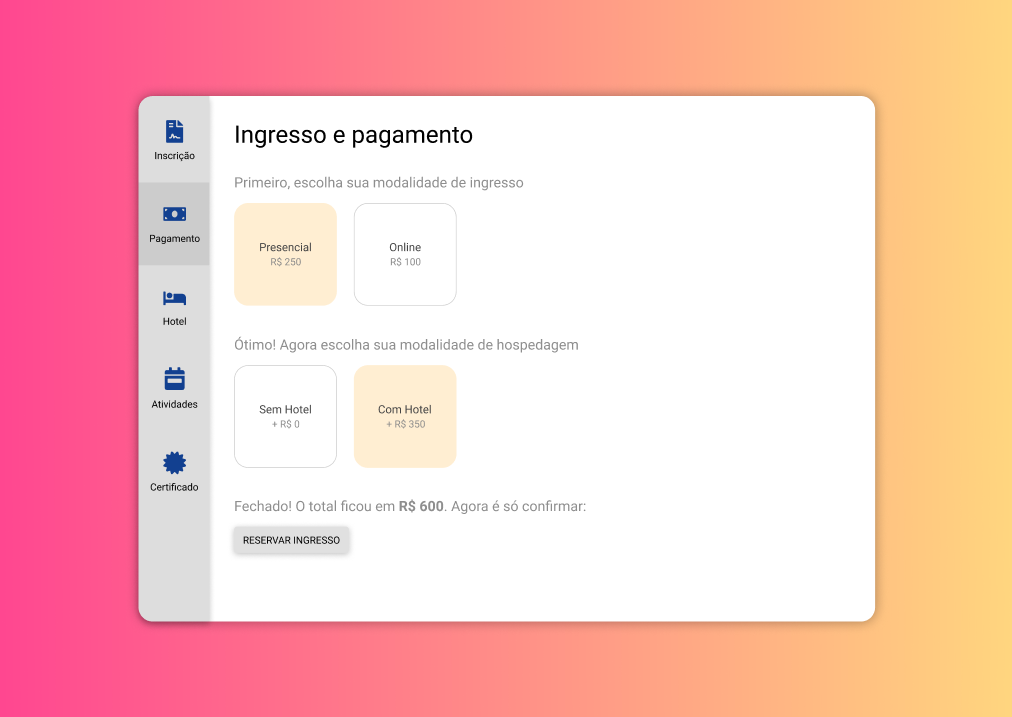 Inscrição
Pagamento
Hotel
Atividades
Certificado
Ingresso e pagamento
Primeiro, escolha sua modalidade de ingresso
Presencial
R$ 250
Online
R$ 100
Ótimo! Agora escolha sua modalidade de hospedagem
Sem Hotel
+ R$ 0
Com Hotel
+ R$ 350
Fechado! O total ficou em R$ 600. Agora é só confirmar:
RESERVAR INGRESSO